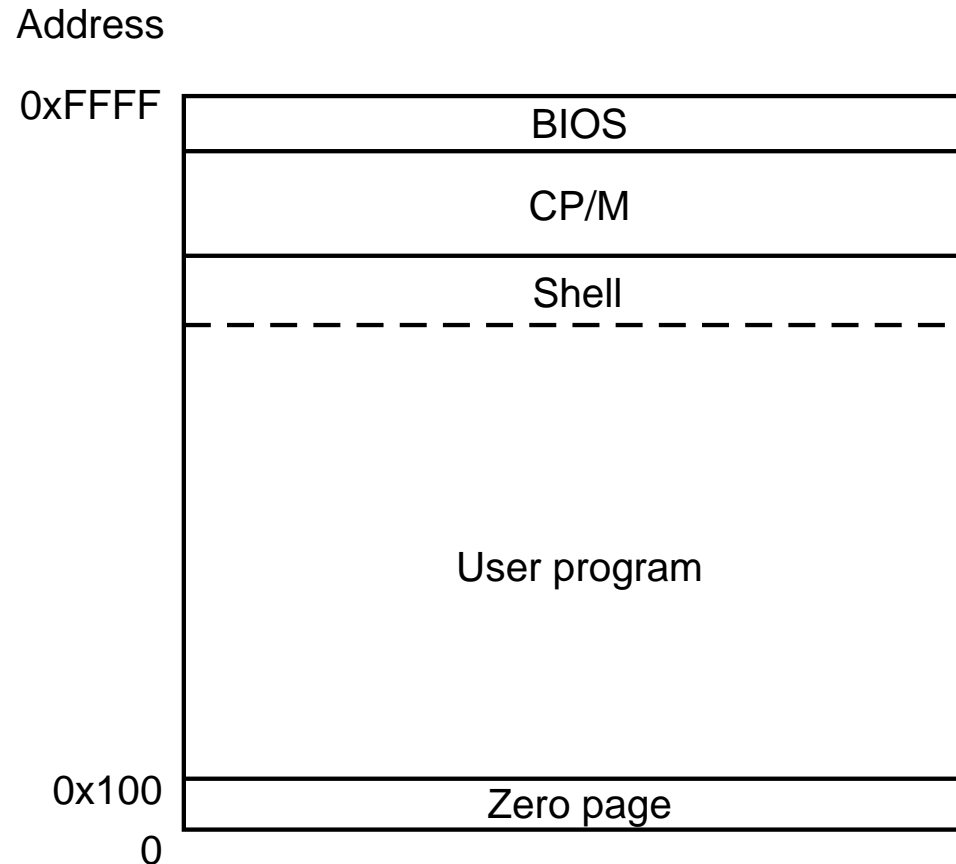 Address
0xFFFF
BIOS
CP/M
Shell
User program
0x100
Zero page
0